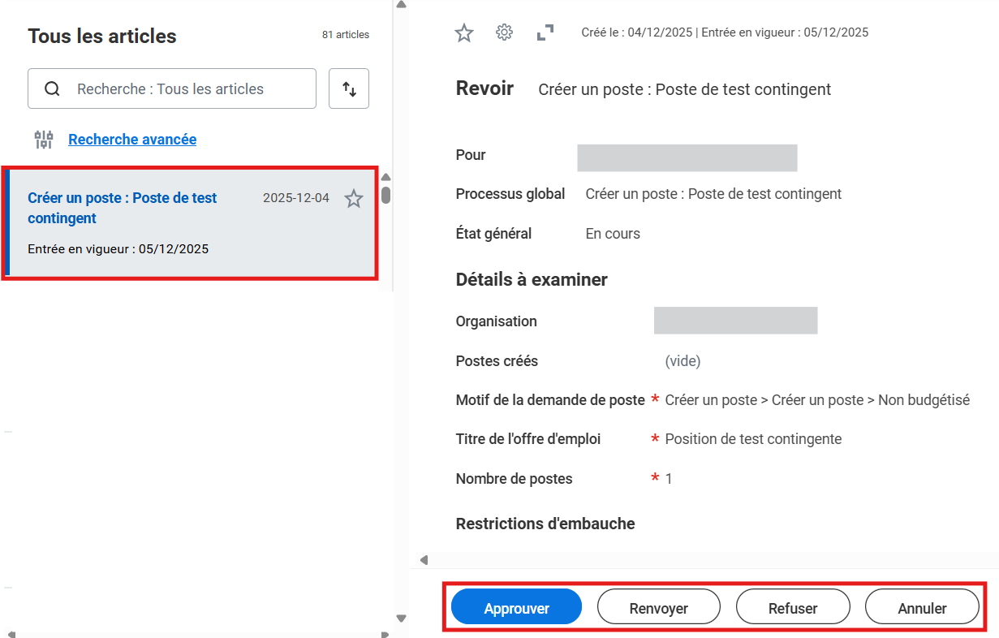 Tous les articles
81 articles
Recherche : Tous les articles
Recherche avancée
Créer un poste : Poste de test contingent
2025-12-04
Entrée en vigueur : 05/12/2025
Créé le : 04/12/2025 | Entrée en vigueur : 05/12/2025
Revoir Créer un poste : Poste de test contingent
Pour
Processus global Créer un poste : Poste de test contingent
État général En cours
Détails à examiner
Organisation
Postes créés (vide)
Motif de la demande de poste * Créer un poste > Créer un poste > Non budgétisé
Titre de l'offre d'emploi * Position de test contingente
Nombre de postes * 1
Restrictions d'embauche
Approuver Renvoyer Refuser Annuler